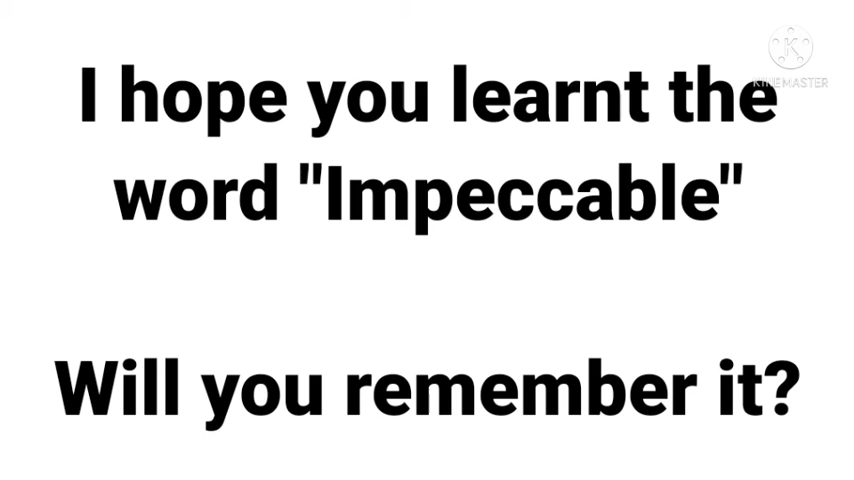 I hope you learnt the
word "Impeccable"
Will you remember it?
KINEMASTER